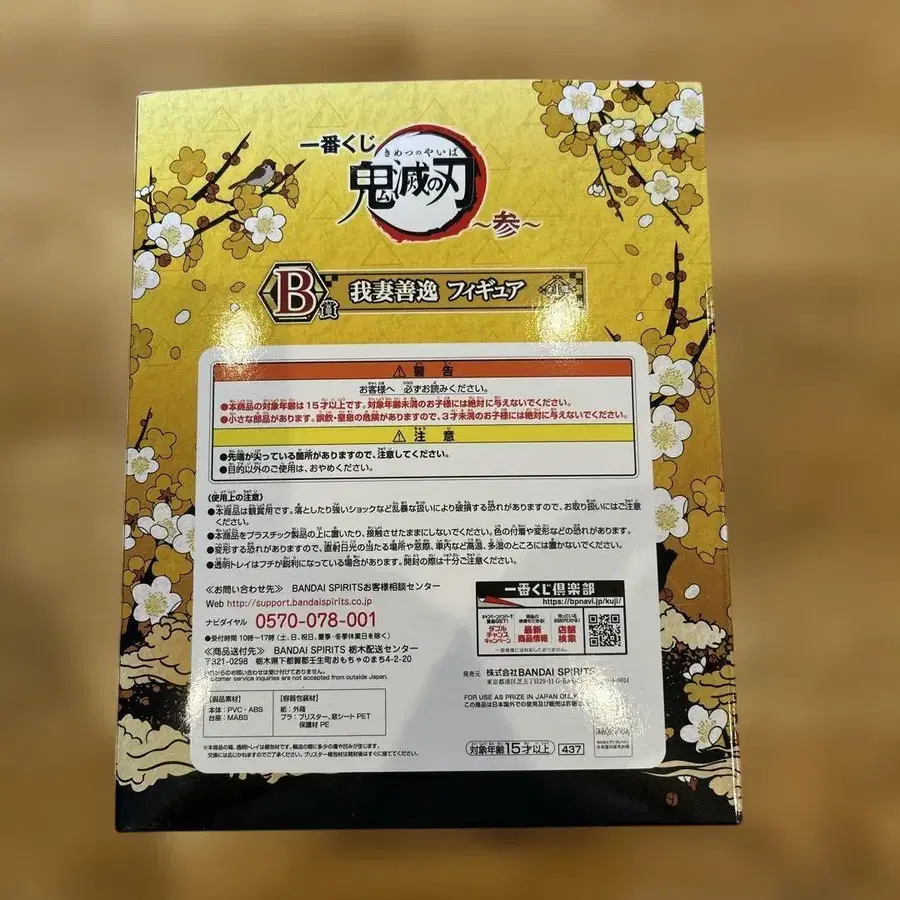 一番くじ
きめつのやいば
鬼滅の刃
～参～
B賞 我妻善逸 フィギュア
⚠警告
お客様へ 必ずお読みください。
●本商品の対象年齢は15才以上です。対象年齢未満のお子様には絶対に与えないでください。
●小さな部品があります。誤飲・窒息の危険がありますので、3才未満のお子様には絶対に与えないでください。
⚠注意
●先端が尖っている箇所がありますので、注意してください。
●目的以外のご使用は、おやめください。
《使用上の注意》
●本商品は観賞用です。落としたり強いショックなど乱暴な扱いにより破損する恐れがありますので、お取り扱いにはご注意
ください。
●本商品をプラスチック製品の上に置いたり、接触させたままにしないでください。色の付着や変形などの恐れがあります。
●変形する恐れがありますので、直射日光の当たる場所や窓際、車内など高温、多湿のところには置かないでください。
●透明トレイはフチが鋭利になっている場合があります。開封の際は十分ご注意ください。
《お問い合わせ先》 BANDAI SPIRITSお客様相談センター
Web http://support.bandaispirits.co.jp
ナビダイヤル 0570-078-001
●受付時間 10時～17時(土、日、祝日、夏季・冬季休業日を除く)
《商品送付先》 BANDAI SPIRITS 栃木配送センター
〒321-0298 栃木県下都賀郡壬生町おもちゃのまち4-2-20
からのお問い合わせは受け付けておりません。
Customer service inquiries are not accepted from outside Japan.
一番くじ倶楽部
https://bpnavi.jp/kuji/
ダブルチャンスキャンペーン
最新商品情報
店舗検索
発売元 株式会社BANDAI SPIRITS
FOR USE AS PRIZE IN JAPAN ONLY
【製品素材】
本体：PVC・ABS
台座：MABS
【容器包装材】
紙：外箱
プラ：ブリスター、窓シート PET
保護材 PE
対象年齢15才以上
437